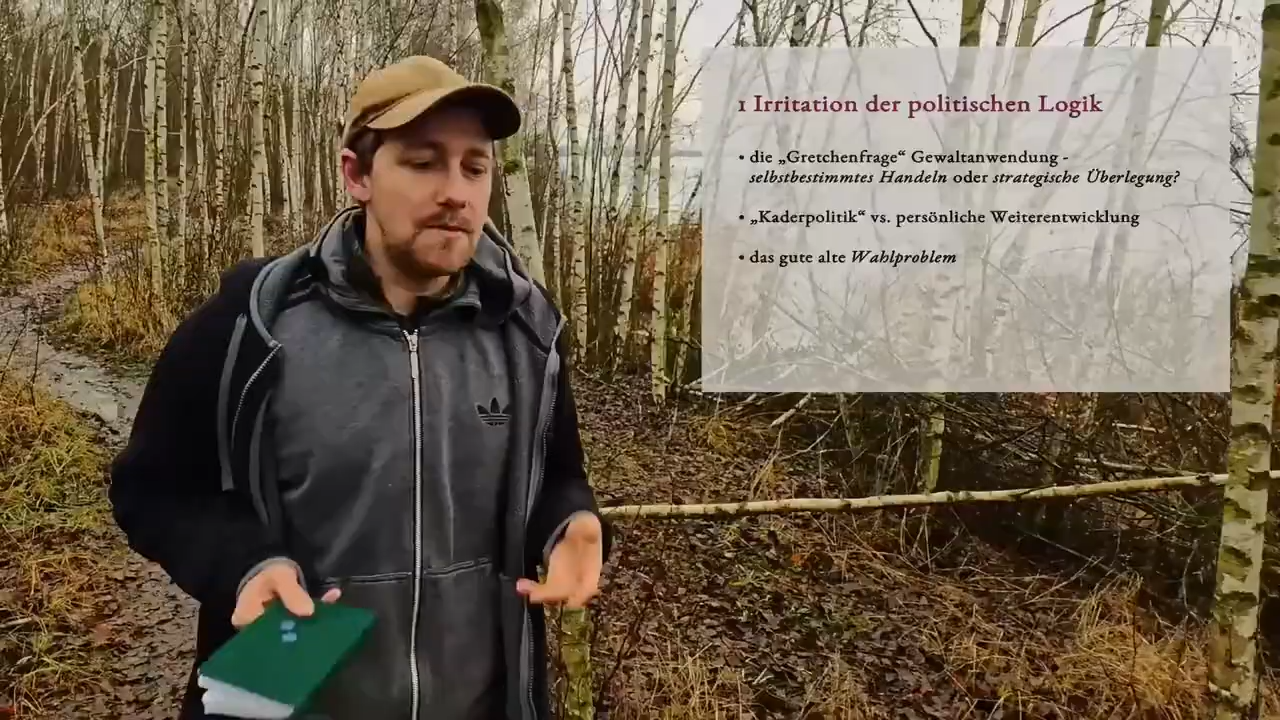 1 Irritation der politischen Logik
• die „Gretchenfrage“ Gewaltanwendung -
selbstbestimmtes Handeln oder strategische Überlegung?
• „Kaderpolitik“ vs. persönliche Weiterentwicklung
• das gute alte Wahlproblem